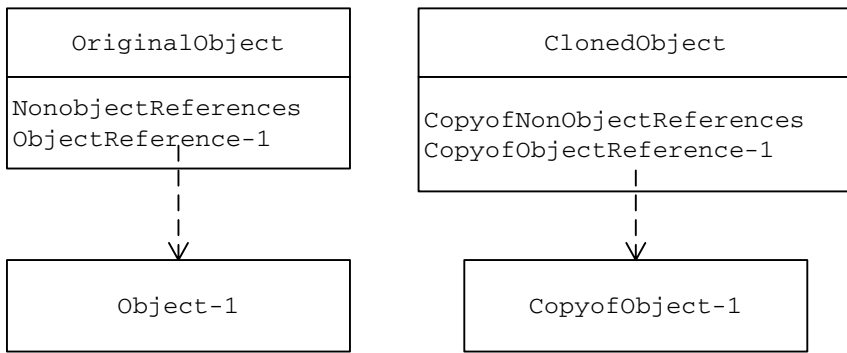 OriginalObject
NonobjectReferences
ObjectReference-1
Object-1
ClonedObject
CopyofNonObjectReferences
CopyofObjectReference-1
CopyofObject-1